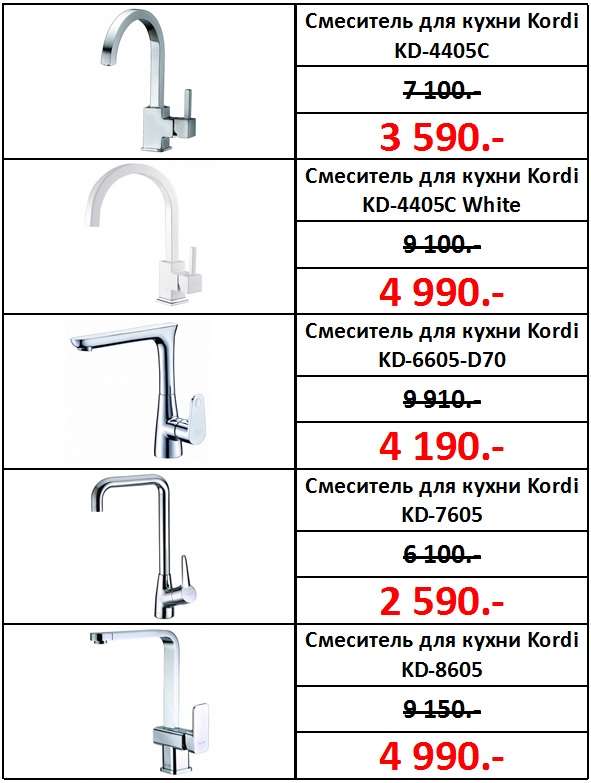 Смеситель для кухни Kordi
KD-4405C
7 100.-
3 590.-
Смеситель для кухни Kordi
KD-4405C White
9 100.-
4 990.-
Смеситель для кухни Kordi
KD-6605-D70
9 910.-
4 190.-
Смеситель для кухни Kordi
KD-7605
6 100.-
2 590.-
Смеситель для кухни Kordi
KD-8605
9 150.-
4 990.-